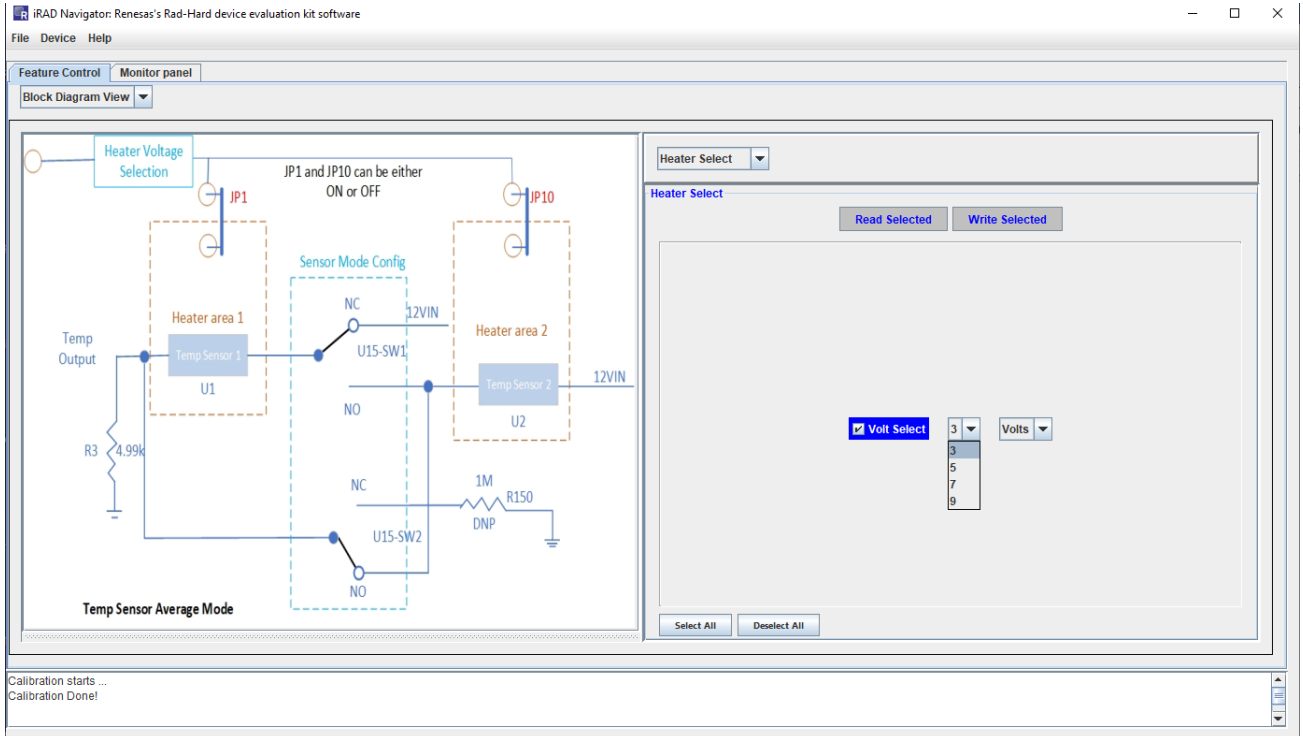 iRAD Navigator: Renesas's Rad-Hard device evaluation kit software
File Device Help
Feature Control Monitor panel
Block Diagram View
Heater Voltage
Selection
JP1 and JP10 can be either
ON or OFF
JP1
JP10
Sensor Mode Config
NC
12VIN
Heater area 1
Heater area 2
Temp
Output
Temp Sensor 1
U15-SW1
U1
Temp Sensor 2
12VIN
NO
U2
R3
4.99k
NC
1M
R150
DNP
U15-SW2
NO
Temp Sensor Average Mode
Heater Select
Heater Select
Read Selected Write Selected
Volt Select 3 Volts
3
5
7
9
Select All Deselect All
Calibration starts ...
Calibration Done!